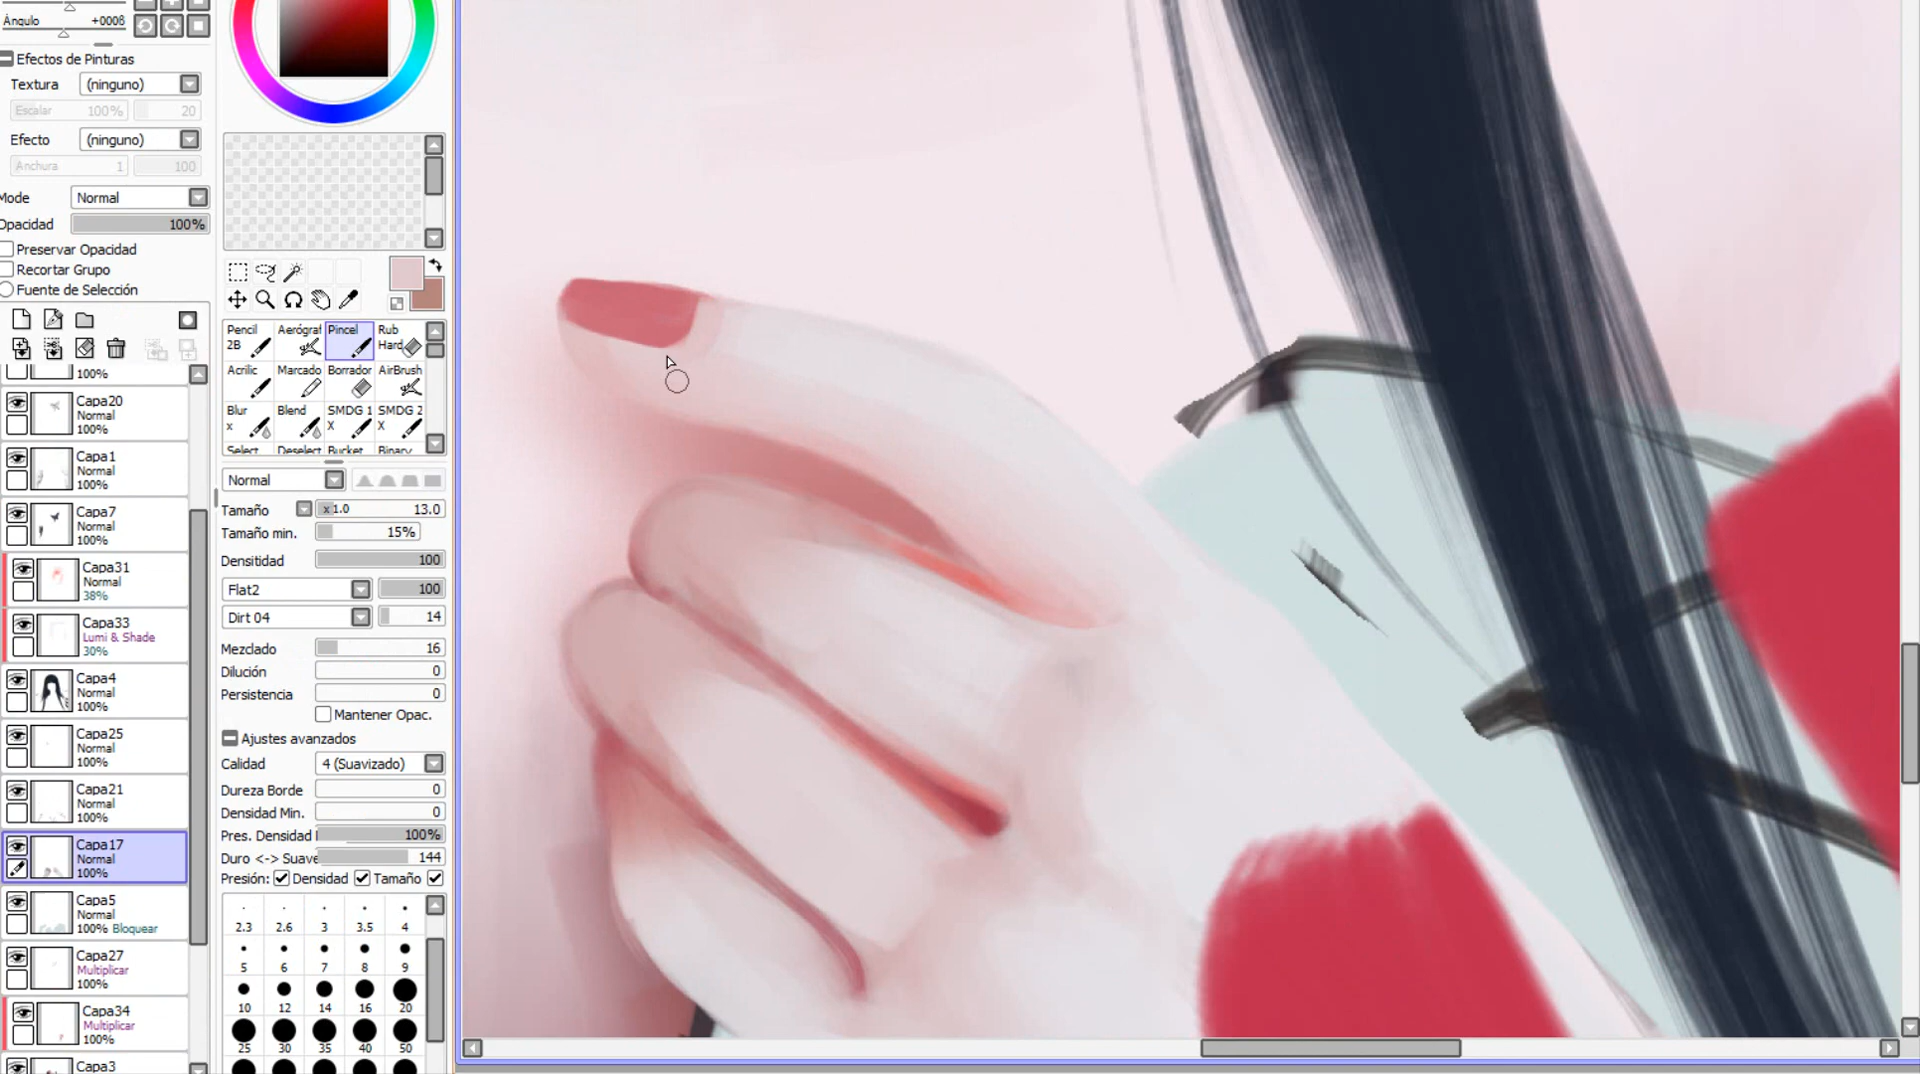 Ángulo +0008
Efectos de Pinturas
Textura (ninguno)
Escalar 100% 20
Efecto (ninguno)
Anchura 1 100
Mode Normal
Opacidad 100%
Preservar Opacidad
Recortar Grupo
Fuente de Selección
100%
Capa20
Normal
100%
Capa1
Normal
100%
Capa7
Normal
100%
Capa31
Normal
38%
Capa33
Lumi & Shade
30%
Capa4
Normal
100%
Capa25
Normal
100%
Capa21
Normal
100%
Capa17
Normal
100%
Capa5
Normal
100% Bloquear
Capa27
Multiplicar
100%
Capa34
Multiplicar
100%
Capa3
Pencil 2B
Aerógraf
Pincel
Rub Hard
Acrilic
Marcado
Borrador
AirBrush
Blur x
Blend
SMDG 1 X
SMDG 2 X
Select
Deselect
Bucket
Binary
Normal
Tamaño x1.0 13.0
Tamaño min. 15%
Densitidad 100
Flat2 100
Dirt 04 14
Mezclado 16
Dilución 0
Persistencia 0
Mantener Opac.
Ajustes avanzados
Calidad 4 (Suavizado)
Dureza Borde 0
Densidad Min. 0
Pres. Densidad 100%
Duro <-> Suave 144
Presión: Densidad Tamaño
2.3 2.6 3 3.5 4
5 6 7 8 9
10 12 14 16 20
25 30 35 40 50